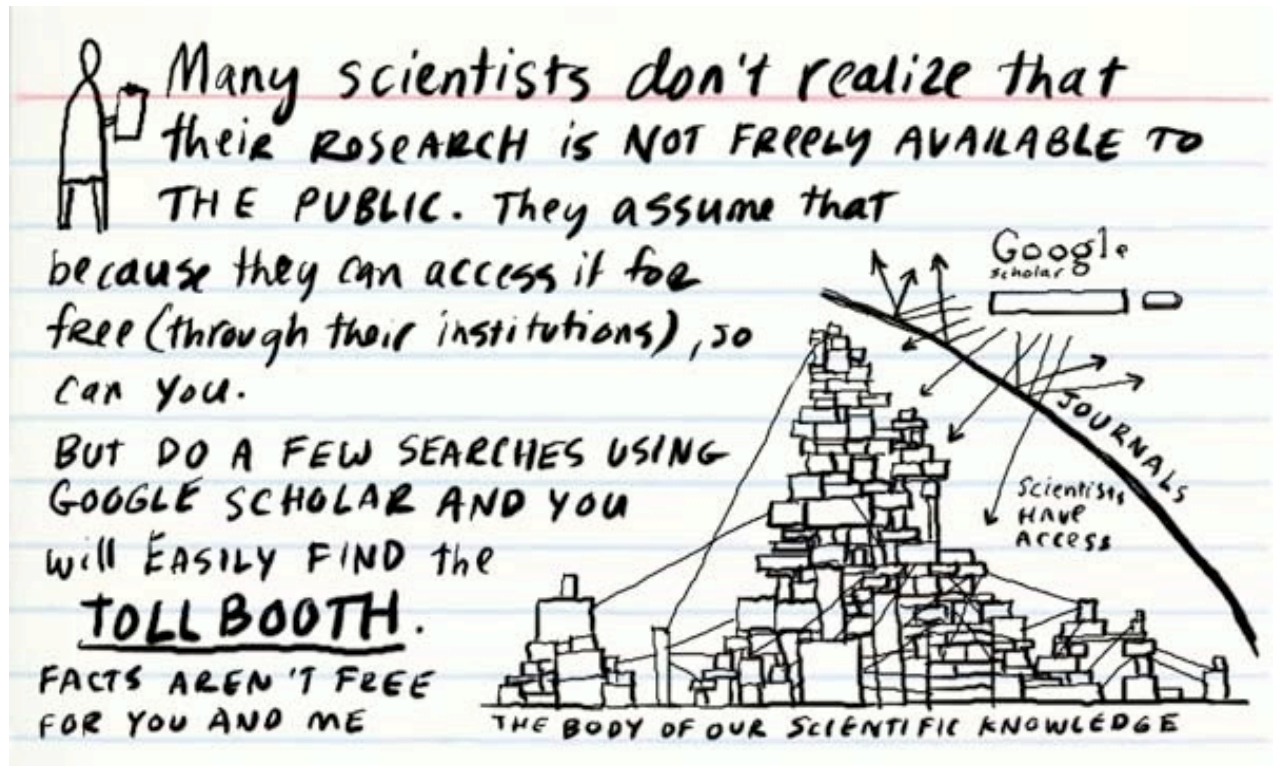 Many scientists don't realize that
their RESEARCH is NOT FREELY AVAILABLE TO
THE PUBLIC. They assume that
because they can access it for
free (through their institutions), so
can you.
BUT DO A FEW SEARCHES USING
GOOGLE SCHOLAR AND YOU
will EASILY FIND the
TOLL BOOTH.
FACTS AREN'T FREE
FOR YOU AND ME
Google
scholar
JOURNALS
Scientists
HAVE
ACCESS
THE BODY OF OUR SCIENTIFIC KNOWLEDGE